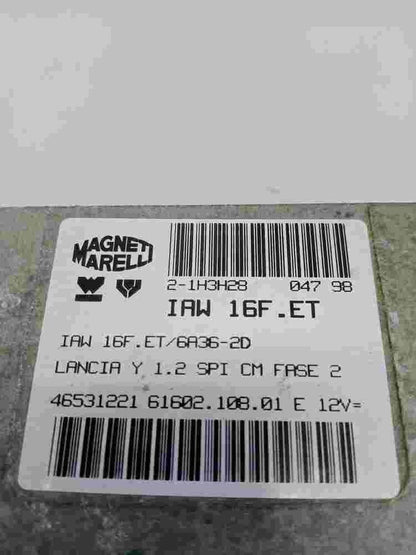 MAGNETI
MARELLI
2-1H3H28 047 98
IAW 16F.ET
IAW 16F.ET/6A36-2D
LANCIA Y 1.2 SPI CM FASE 2
46531221 61602.108.01 E 12V=